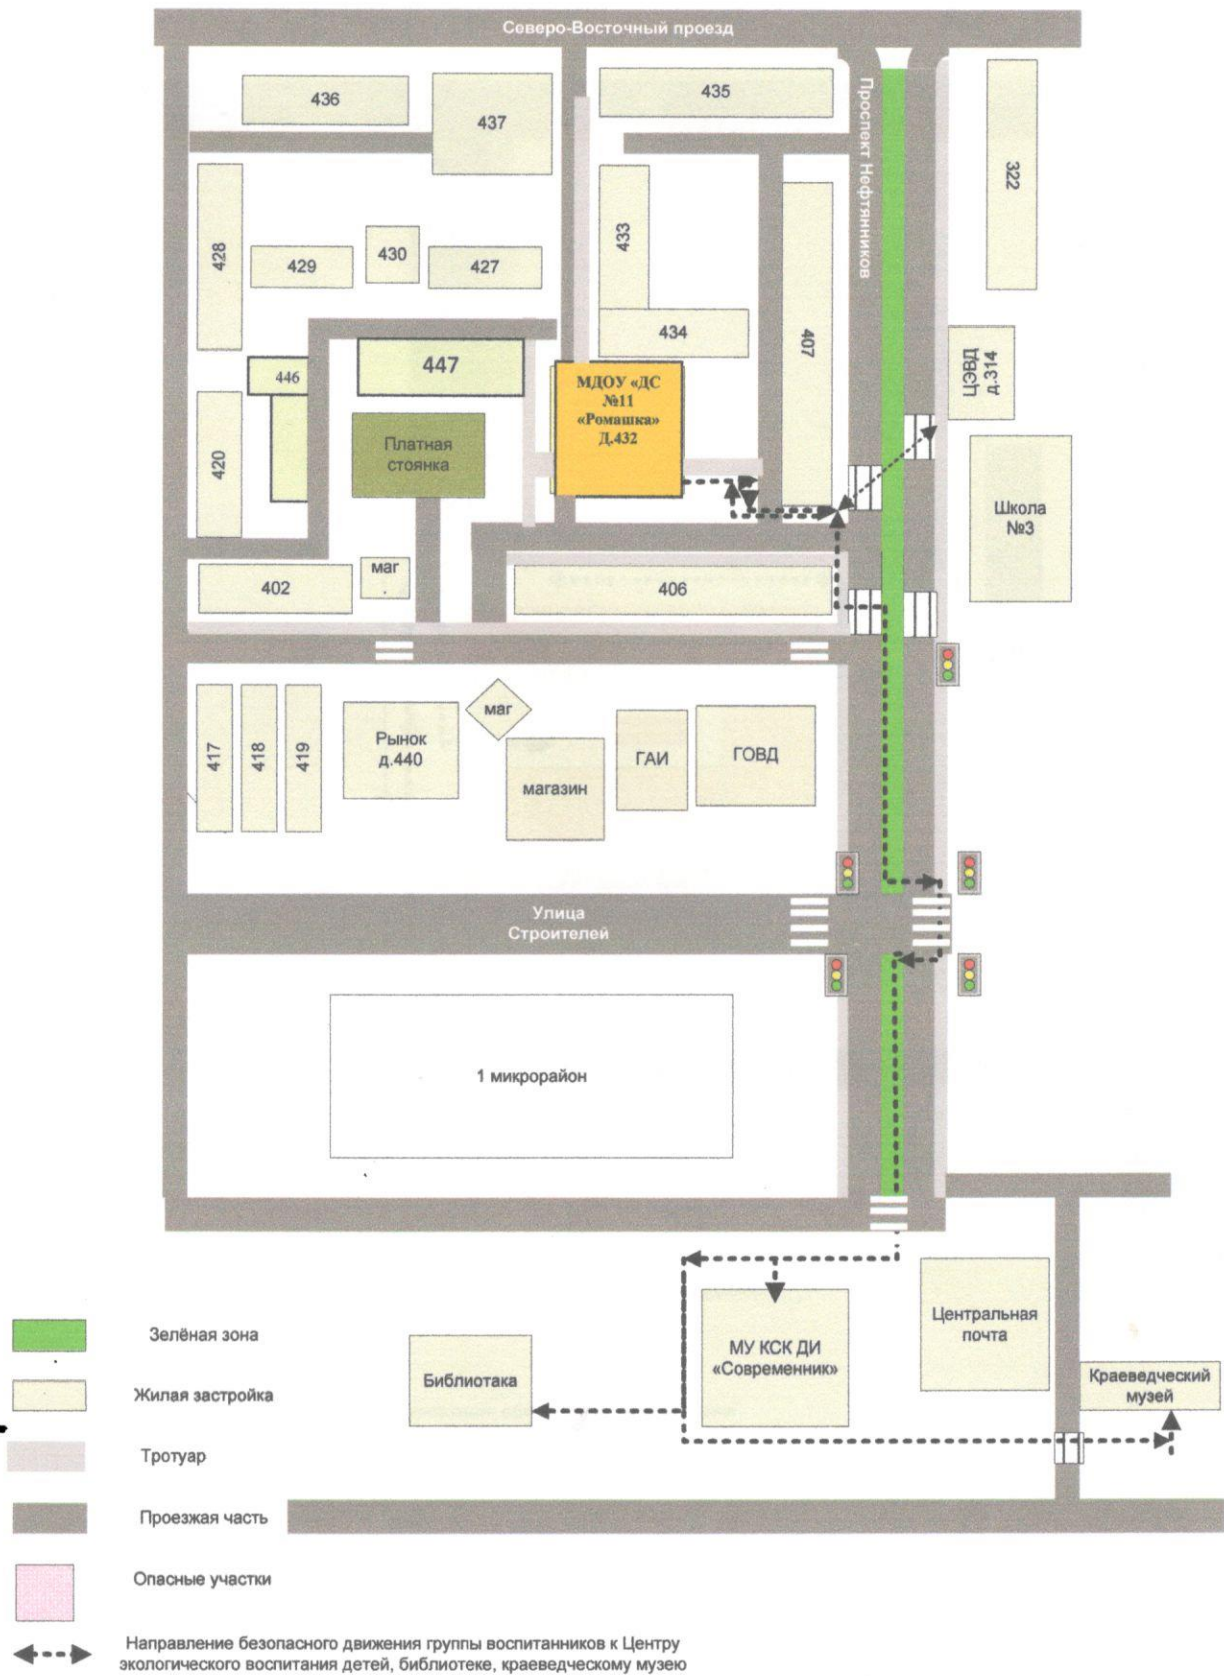 Северо-Восточный проезд
436
437
435
Проспект Нефтянников
322
428
429
430
427
433
434
407
ЦЭВД
д.314
446
447
МДОУ «ДС
№11
«Ромашка»
Д.432
420
Платная
стоянка
Школа
№3
402
маг
406
417
418
419
Рынок
д.440
маг
магазин
ГАИ
ГОВД
Улица
Строителей
1 микрорайон
Зелёная зона
Жилая застройка
Тротуар
Проезжая часть
Опасные участки
Библиотака
МУ КСК ДИ
«Современник»
Центральная
почта
Краеведческий
музей
Направление безопасного движения группы воспитанников к Центру
экологического воспитания детей, библиотеке, краеведческому музею